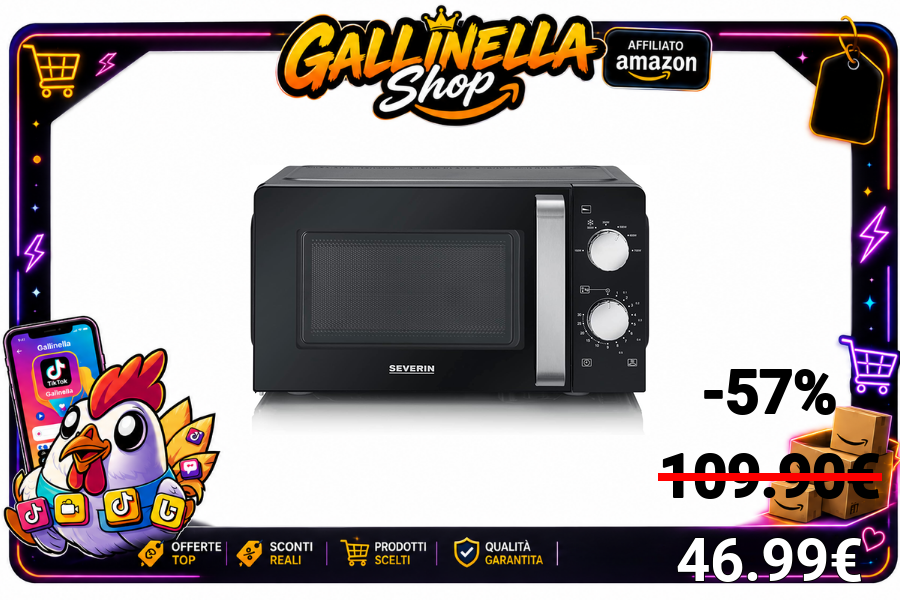 GALLINELLA
Shop
AFFILIATO
amazon
Gallinella
TikTok
Gallinella
SEVERIN
-57%
109.90€
46.99€
OFFERTE
TOP
SCONTI
REALI
PRODOTTI
SCELTI
QUALITÀ
GARANTITA